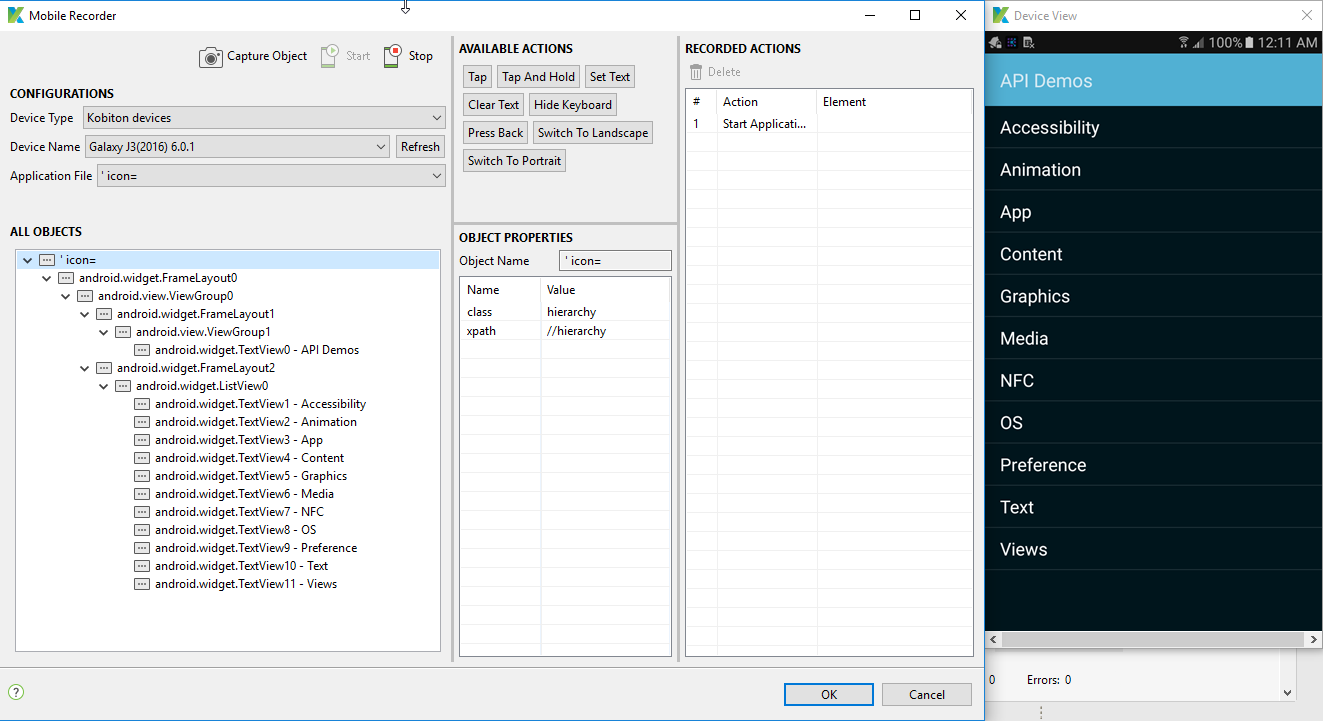 Mobile Recorder
Capture Object
Start
Stop
CONFIGURATIONS
Device Type
Kobiton devices
Device Name
Galaxy J3(2016) 6.0.1
Refresh
Application File
' icon=
ALL OBJECTS
' icon=
android.widget.FrameLayout0
android.view.ViewGroup0
android.widget.FrameLayout1
android.view.ViewGroup1
android.widget.TextView0 - API Demos
android.widget.FrameLayout2
android.widget.ListView0
android.widget.TextView1 - Accessibility
android.widget.TextView2 - Animation
android.widget.TextView3 - App
android.widget.TextView4 - Content
android.widget.TextView5 - Graphics
android.widget.TextView6 - Media
android.widget.TextView7 - NFC
android.widget.TextView8 - OS
android.widget.TextView9 - Preference
android.widget.TextView10 - Text
android.widget.TextView11 - Views
AVAILABLE ACTIONS
Tap
Tap And Hold
Set Text
Clear Text
Hide Keyboard
Press Back
Switch To Landscape
Switch To Portrait
OBJECT PROPERTIES
Object Name
' icon=
Name Value
class hierarchy
xpath //hierarchy
RECORDED ACTIONS
Delete
# Action Element
1 Start Applicati...
?
OK
Cancel
Device View
100% 12:11 AM
API Demos
Accessibility
Animation
App
Content
Graphics
Media
NFC
OS
Preference
Text
Views
0 Errors: 0